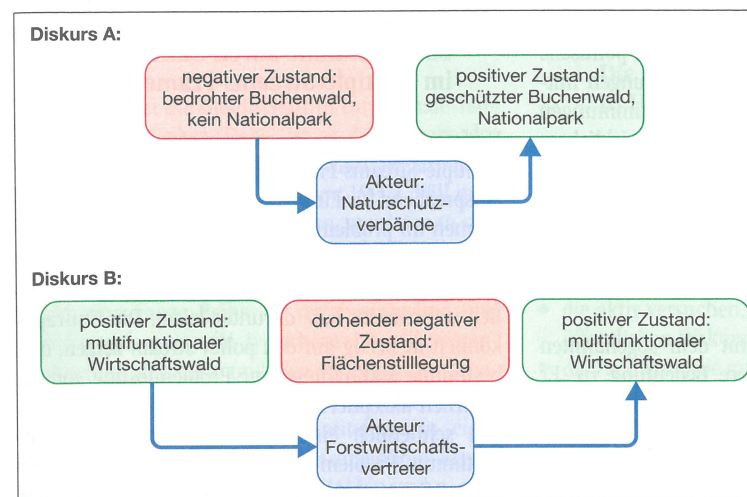 Diskurs A:
negativer Zustand:
bedrohter Buchenwald,
kein Nationalpark
positiver Zustand:
geschützter Buchenwald,
Nationalpark
Akteur:
Naturschutz-
verbände
Diskurs B:
positiver Zustand:
multifunktionaler
Wirtschaftswald
drohender negativer
Zustand:
Flächenstilllegung
positiver Zustand:
multifunktionaler
Wirtschaftswald
Akteur:
Forstwirtschafts-
vertreter